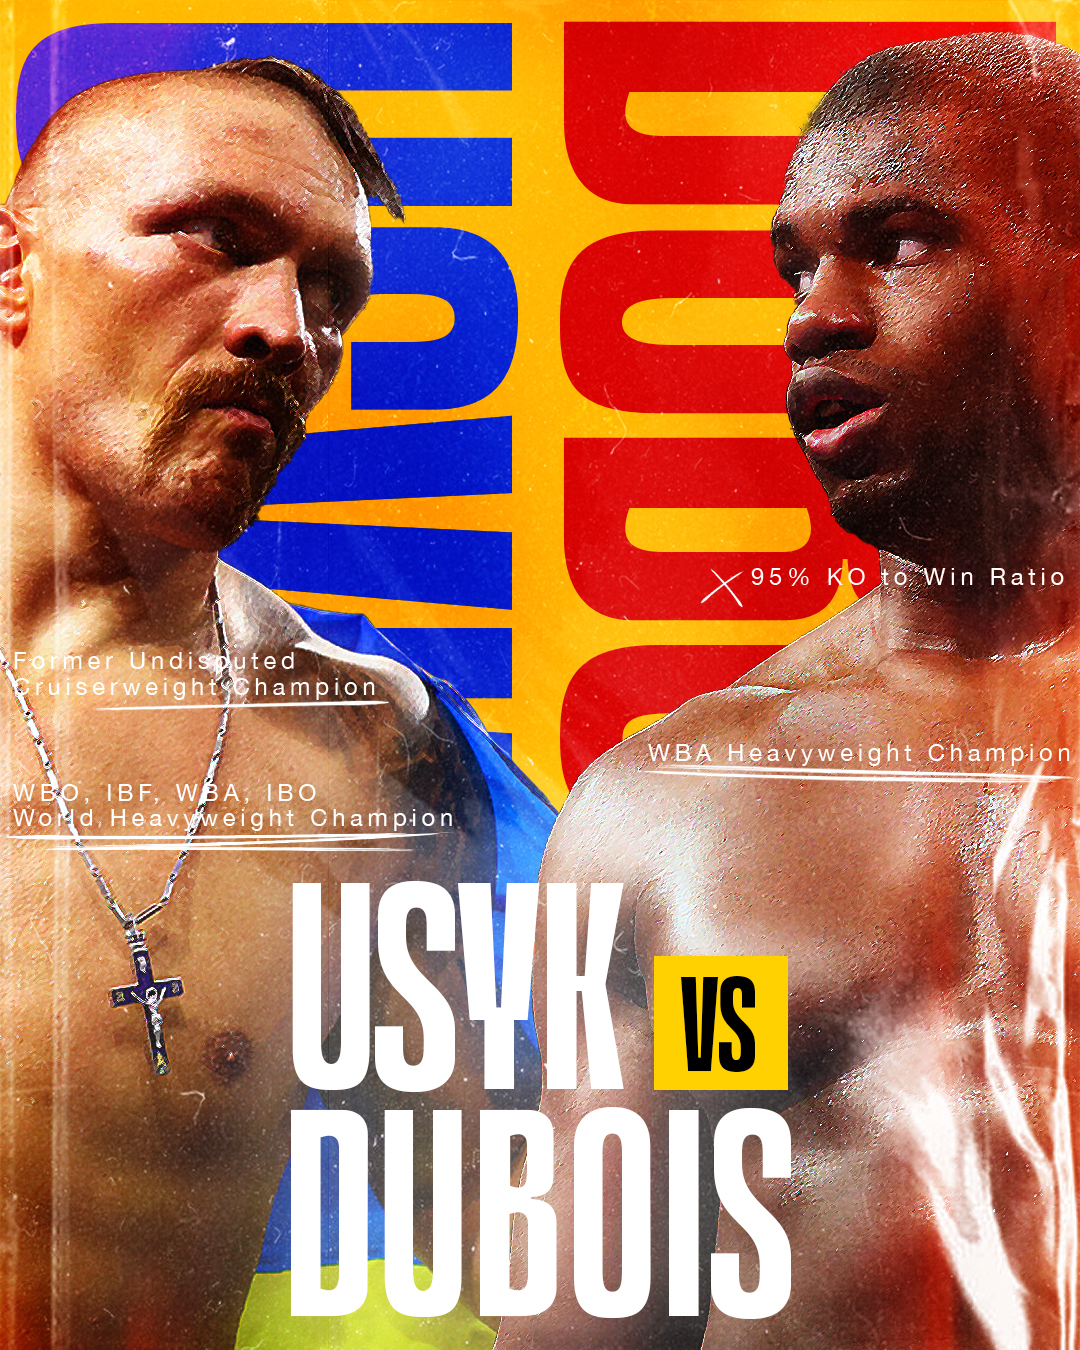 95% KO to Win Ratio
Former Undisputed
Cruiserweight Champion
WBA Heavyweight Champion
WBO, IBF, WBA, IBO
World Heavyweight Champion
USYK VS
DUBOIS